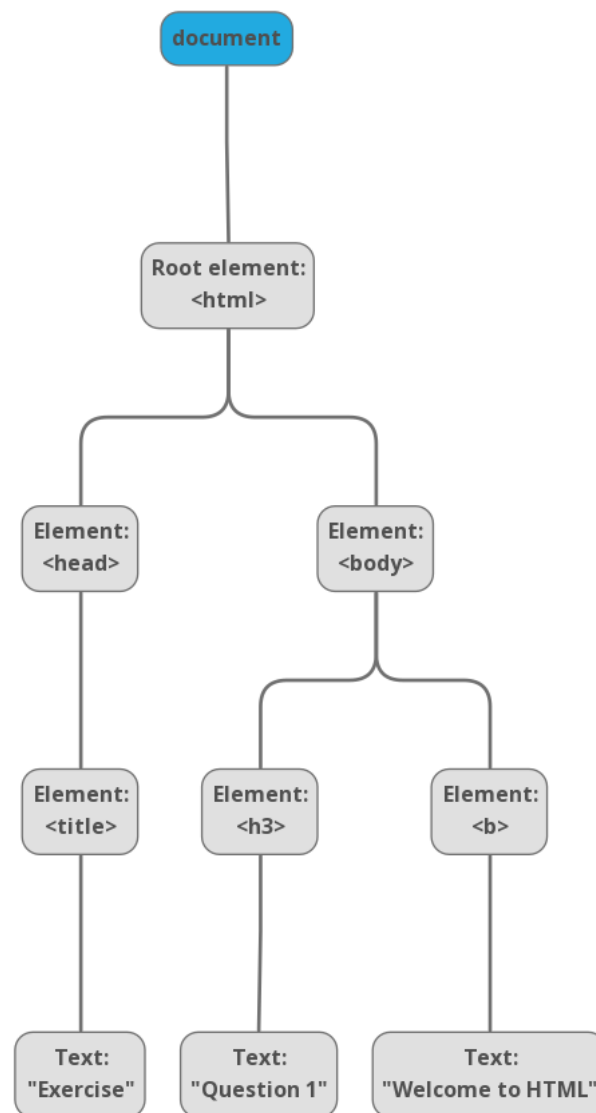 document
Root element:
<html>
Element:
<head>
Element:
<body>
Element:
<title>
Element:
<h3>
Element:
<b>
Text:
"Exercise"
Text:
"Question 1"
Text:
"Welcome to HTML"